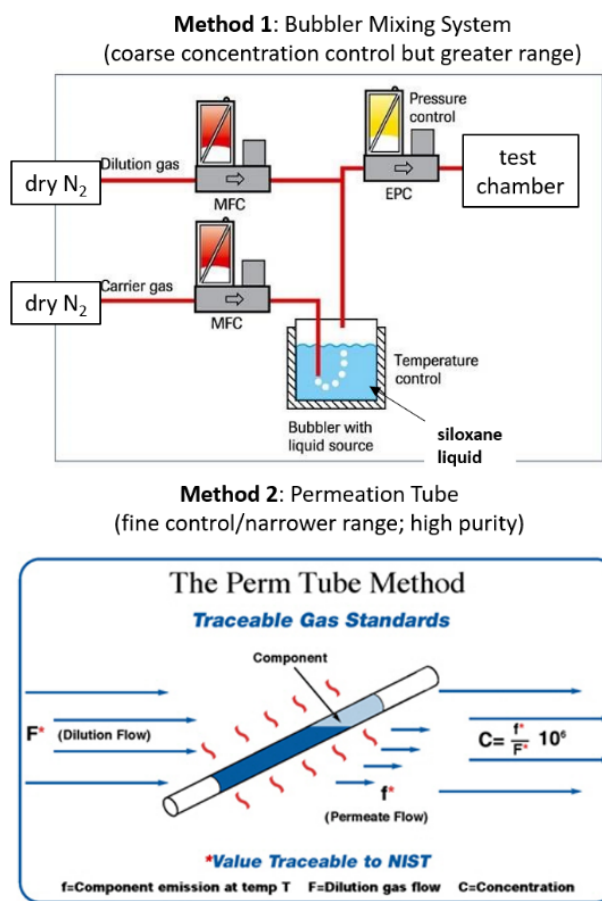 Method 1: Bubbler Mixing System
(coarse concentration control but greater range)
Pressure
control
Dilution gas
dry N₂
MFC
EPC
test
chamber
Carrier gas
dry N₂
MFC
Temperature
control
Bubbler with
liquid source
siloxane
liquid
Method 2: Permeation Tube
(fine control/narrower range; high purity)
The Perm Tube Method
Traceable Gas Standards
Component
F* (Dilution Flow)
C= f*/F* 10⁶
f*
(Permeate Flow)
*Value Traceable to NIST
f=Component emission at temp T F=Dilution gas flow C=Concentration